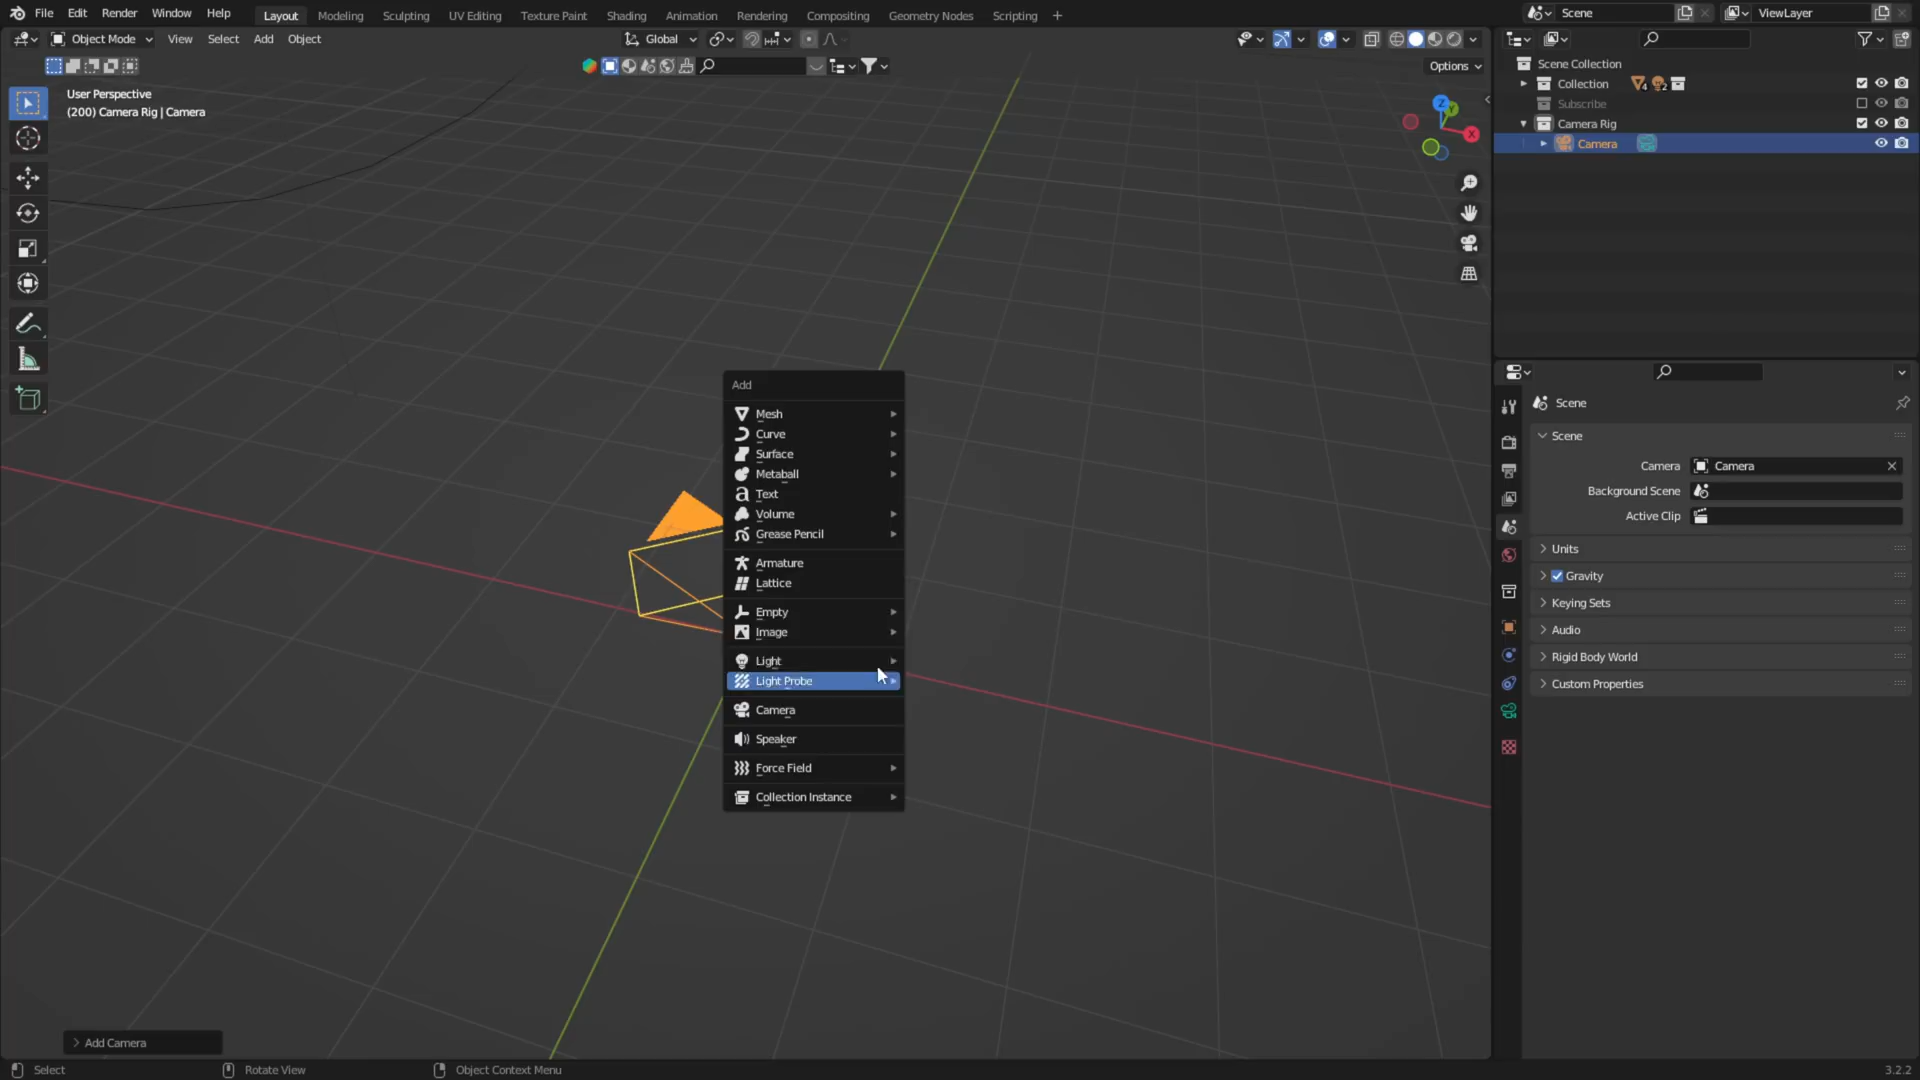 File Edit Render Window Help Layout Modeling Sculpting UV Editing Texture Paint Shading Animation Rendering Compositing Geometry Nodes Scripting + Scene ViewLayer
Object Mode View Select Add Object Global
Options
User Perspective
(200) Camera Rig | Camera
Z
Y
X
Scene Collection
Collection 4 2
Subscribe
Camera Rig
Camera
Add
Mesh
Curve
Surface
Metaball
Text
Volume
Grease Pencil
Armature
Lattice
Empty
Image
Light
Light Probe
Camera
Speaker
Force Field
Collection Instance
Scene
Scene
Camera Camera
Background Scene
Active Clip
Units
Gravity
Keying Sets
Audio
Rigid Body World
Custom Properties
Add Camera
Select Rotate View Object Context Menu 3.2.2